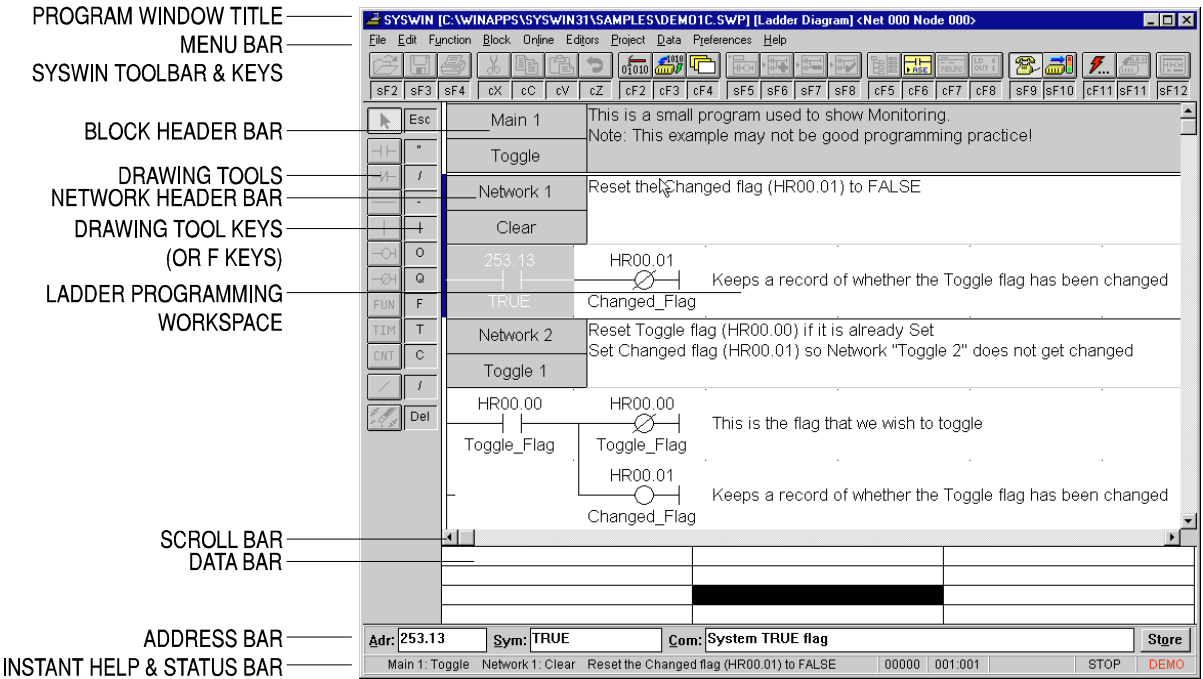 PROGRAM WINDOW TITLE
MENU BAR
SYSWIN TOOLBAR & KEYS
BLOCK HEADER BAR
DRAWING TOOLS
NETWORK HEADER BAR
DRAWING TOOL KEYS
(OR F KEYS)
LADDER PROGRAMMING
WORKSPACE
SCROLL BAR
DATA BAR
ADDRESS BAR
INSTANT HELP & STATUS BAR
SYSWIN [C:\WINAPPS\SYSWIN31\SAMPLES\DEMO1C.SWP] [Ladder Diagram] <Net 000 Node 000>
File Edit Function Block Online Editors Project Data Preferences Help
sF2 sF3 sF4 cX cC cV cZ cF2 cF3 cF4 sF5 sF6 sF7 sF8 cF5 cF6 cF7 cF8 sF9 sF10 cF11 sF11 sF12
Esc
"
/
-
O
Q
FUN F
TIM T
CNT C
/
Del
Main 1
Toggle
This is a small program used to show Monitoring.
Note: This example may not be good programming practice!
Network 1
Clear
Reset the Changed flag (HR00.01) to FALSE
253.13 HR00.01
Keeps a record of whether the Toggle flag has been changed
TRUE Changed_Flag
Network 2
Toggle 1
Reset Toggle flag (HR00.00) if it is already Set
Set Changed flag (HR00.01) so Network "Toggle 2" does not get changed
HR00.00 HR00.00
This is the flag that we wish to toggle
Toggle_Flag Toggle_Flag
HR00.01
Keeps a record of whether the Toggle flag has been changed
Changed_Flag
Adr: 253.13 Sym: TRUE Com: System TRUE flag Store
Main 1: Toggle Network 1: Clear Reset the Changed flag (HR00.01) to FALSE 00000 001:001 STOP DEMO